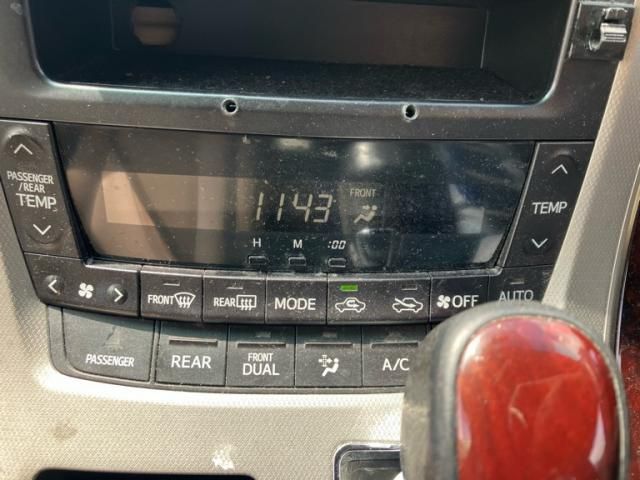 PASSENGER
/REAR
TEMP
1143
FRONT
H M :00
TEMP
FRONT
REAR
MODE
OFF
AUTO
PASSENGER
REAR
FRONT
DUAL
A/C